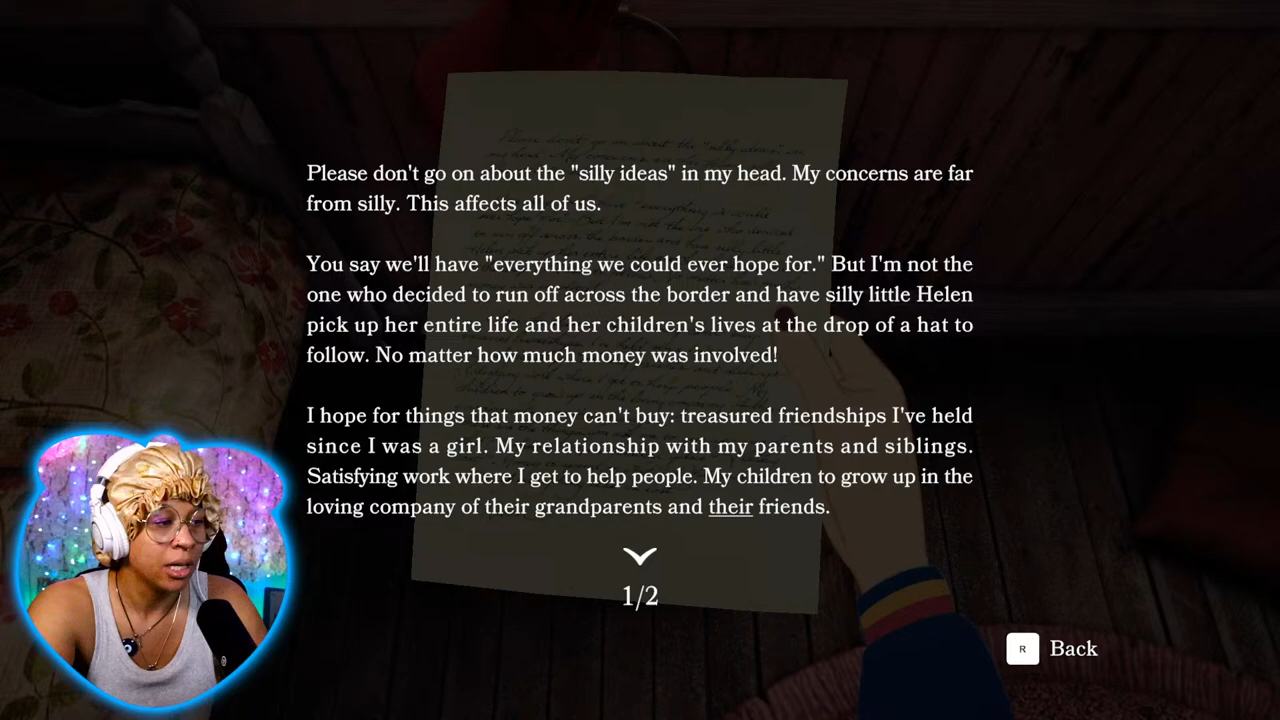 Please don't go on about the "silly ideas" in my head. My concerns are far
from silly. This affects all of us.
You say we'll have "everything we could ever hope for." But I'm not the
one who decided to run off across the border and have silly little Helen
pick up her entire life and her children's lives at the drop of a hat to
follow. No matter how much money was involved!
I hope for things that money can't buy: treasured friendships I've held
since I was a girl. My relationship with my parents and siblings.
Satisfying work where I get to help people. My children to grow up in the
loving company of their grandparents and their friends.
1/2
R Back